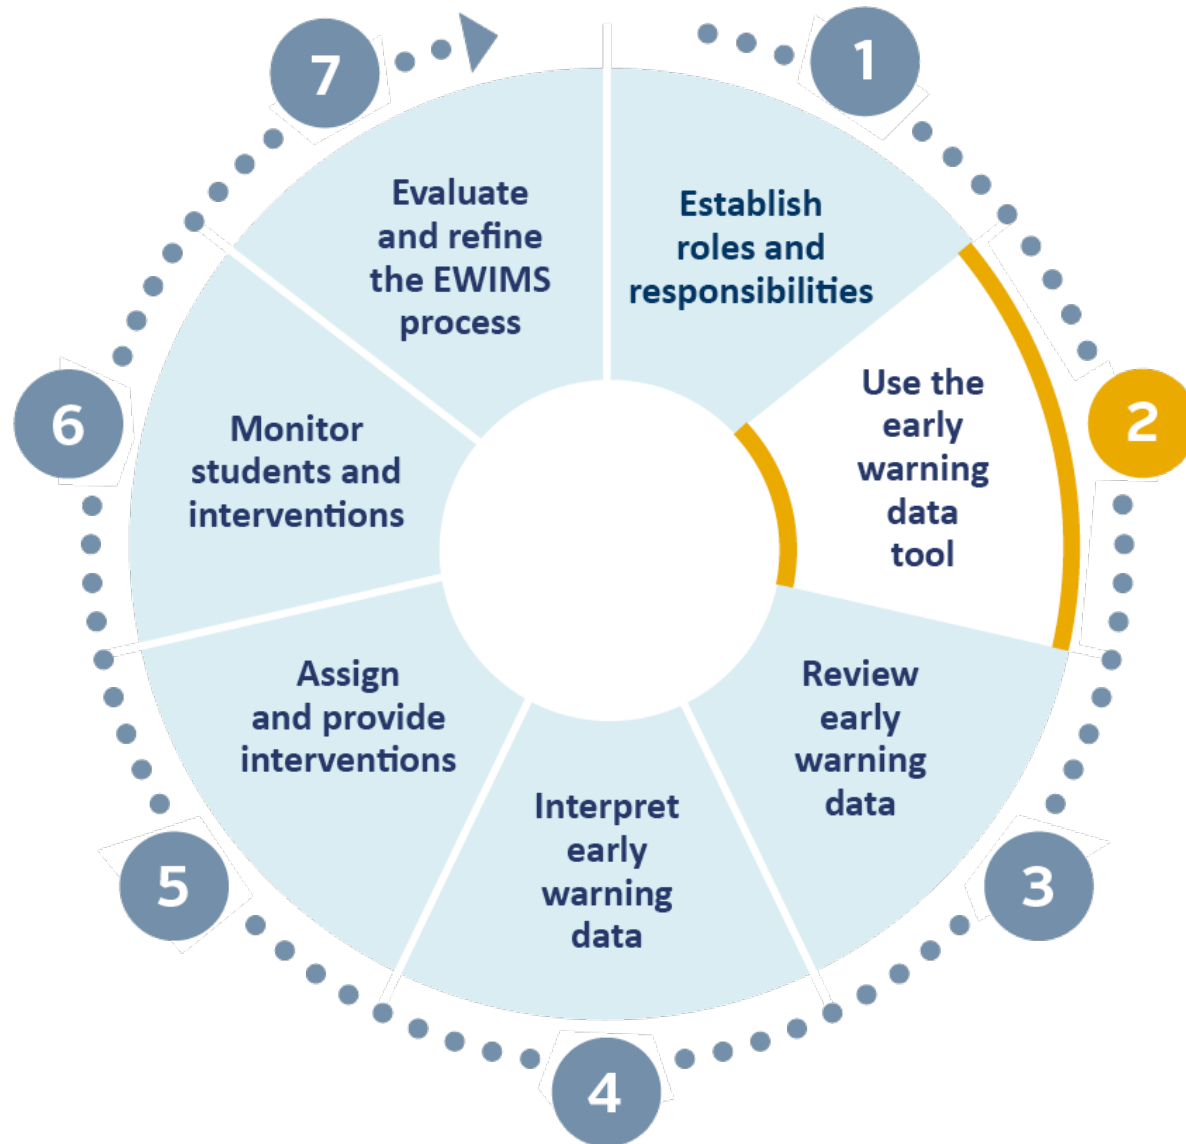 1
Establish
roles and
responsibilities
2
Use the
early
warning
data
tool
3
Review
early
warning
data
4
Interpret
early
warning
data
5
Assign
and provide
interventions
6
Monitor
students and
interventions
7
Evaluate
and refine
the EWIMS
process